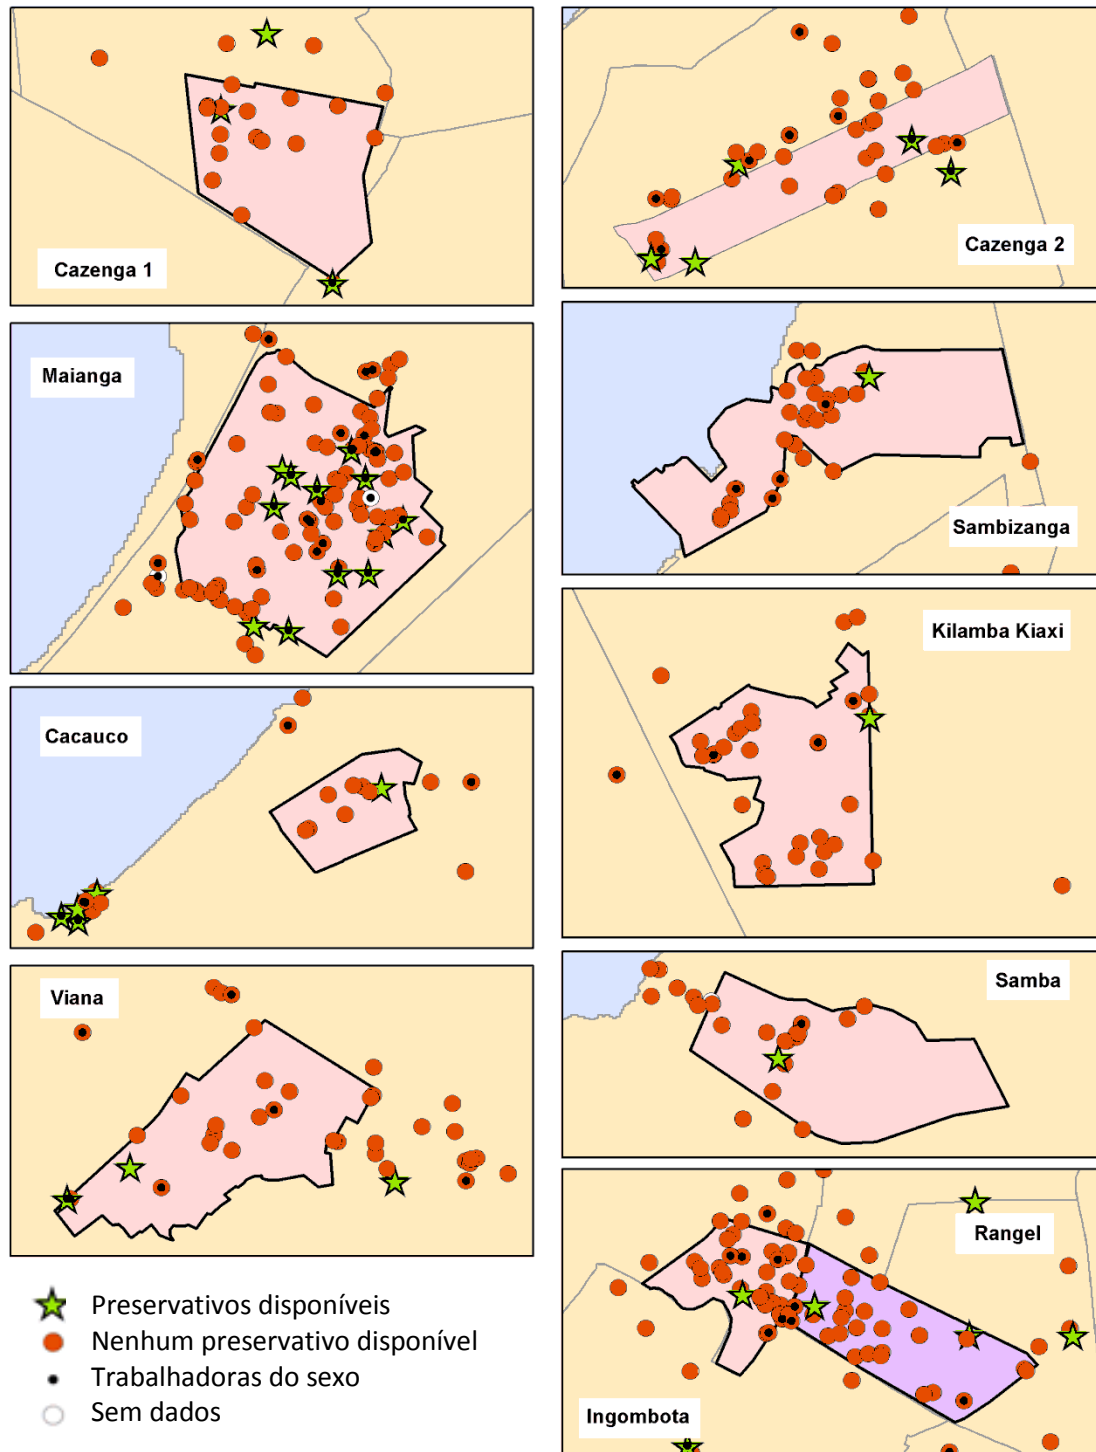 Cazenga 1
Cazenga 2
Maianga
Sambizanga
Kilamba Kiaxi
Cacauco
Viana
Samba
Rangel
Ingombota
Preservativos disponíveis
Nenhum preservativo disponível
Trabalhadoras do sexo
Sem dados